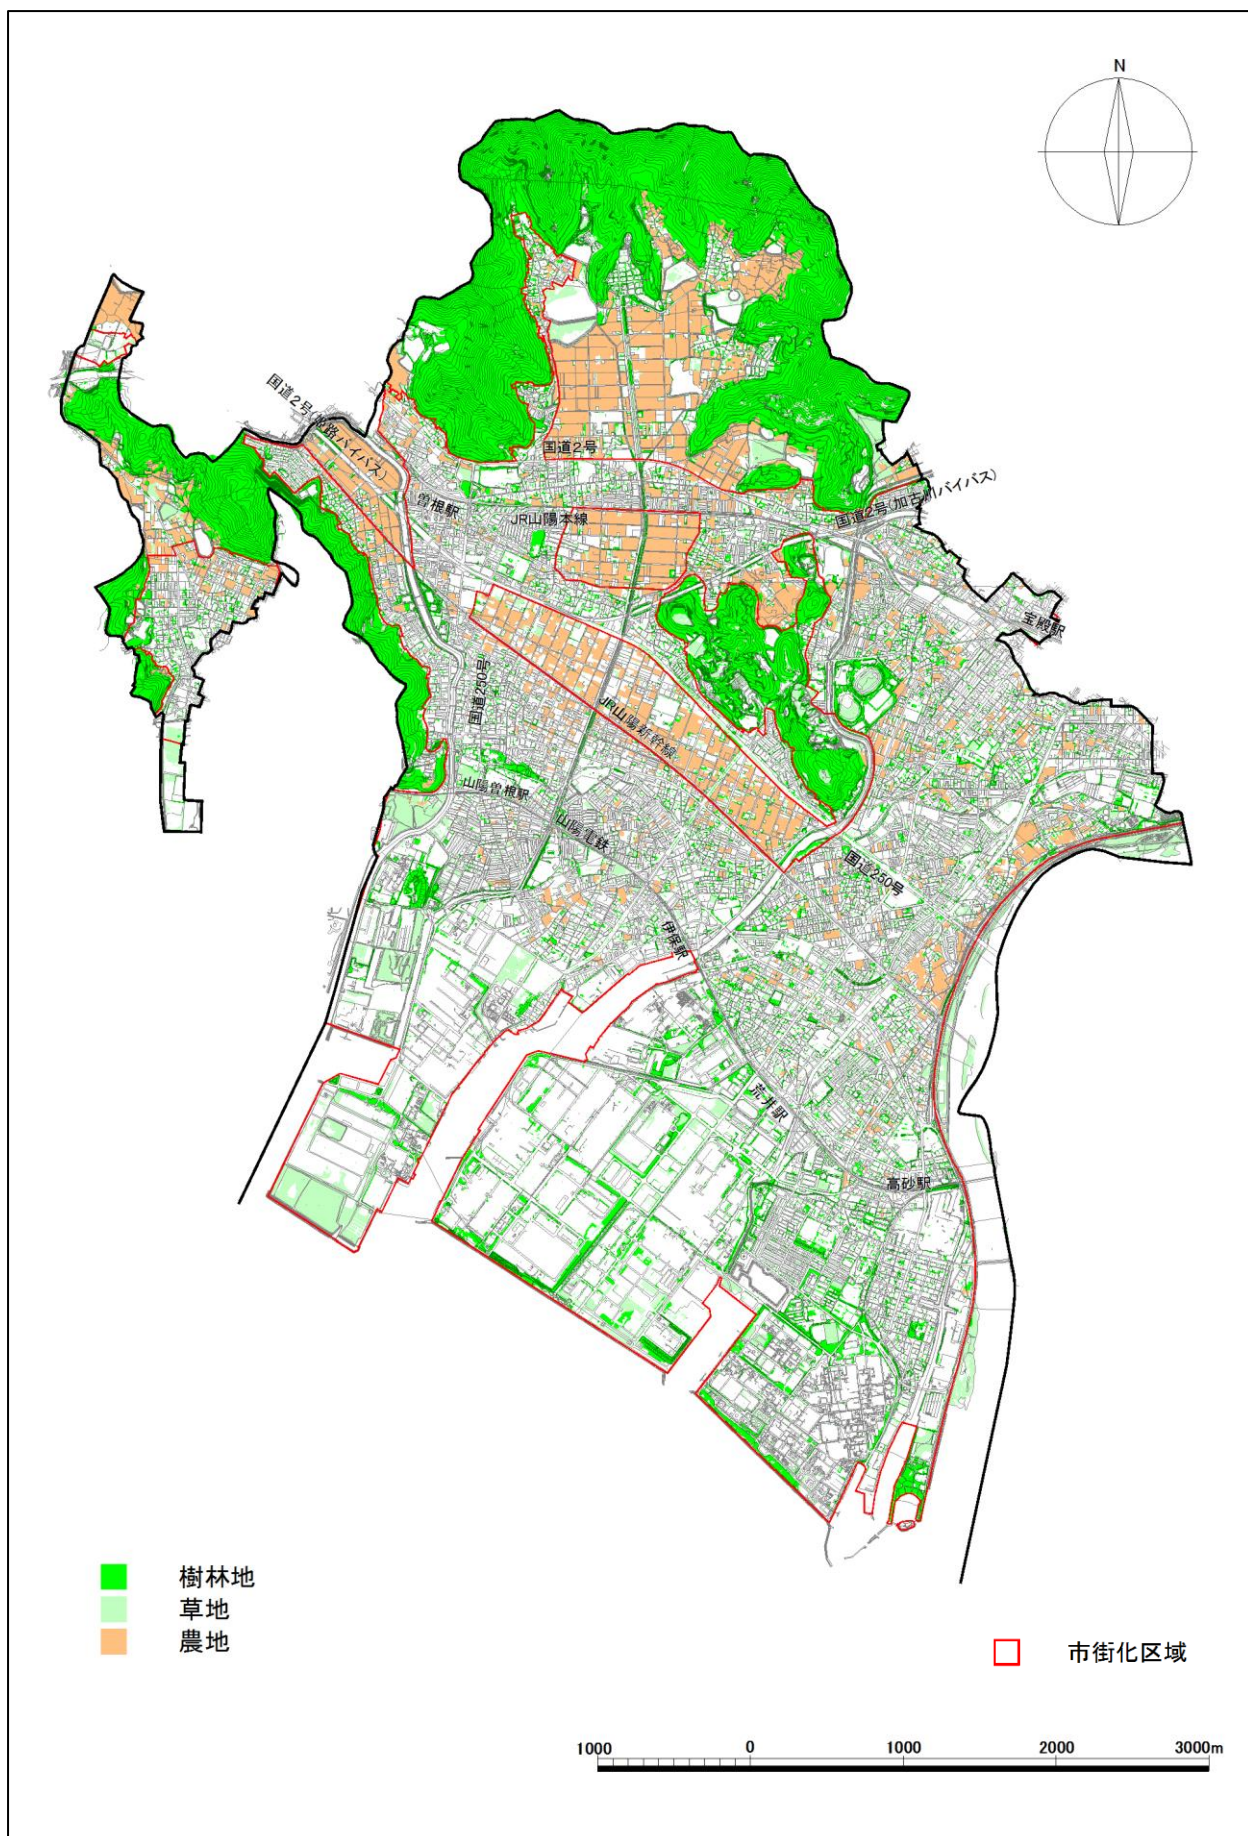 N
国道2号(姫路バイパス)
国道2号
曽根駅
JR山陽本線
国道2号(加古川バイパス)
宝殿駅
国道250号
JR山陽新幹線
山陽曽根駅
山陽電鉄
国道250号
伊保駅
荒井駅
高砂駅
樹林地
草地
農地
市街化区域
1000 0 1000 2000 3000m